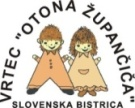 VRTEC "OTONA ŽUPANČIČA"
SLOVENSKA BISTRICA